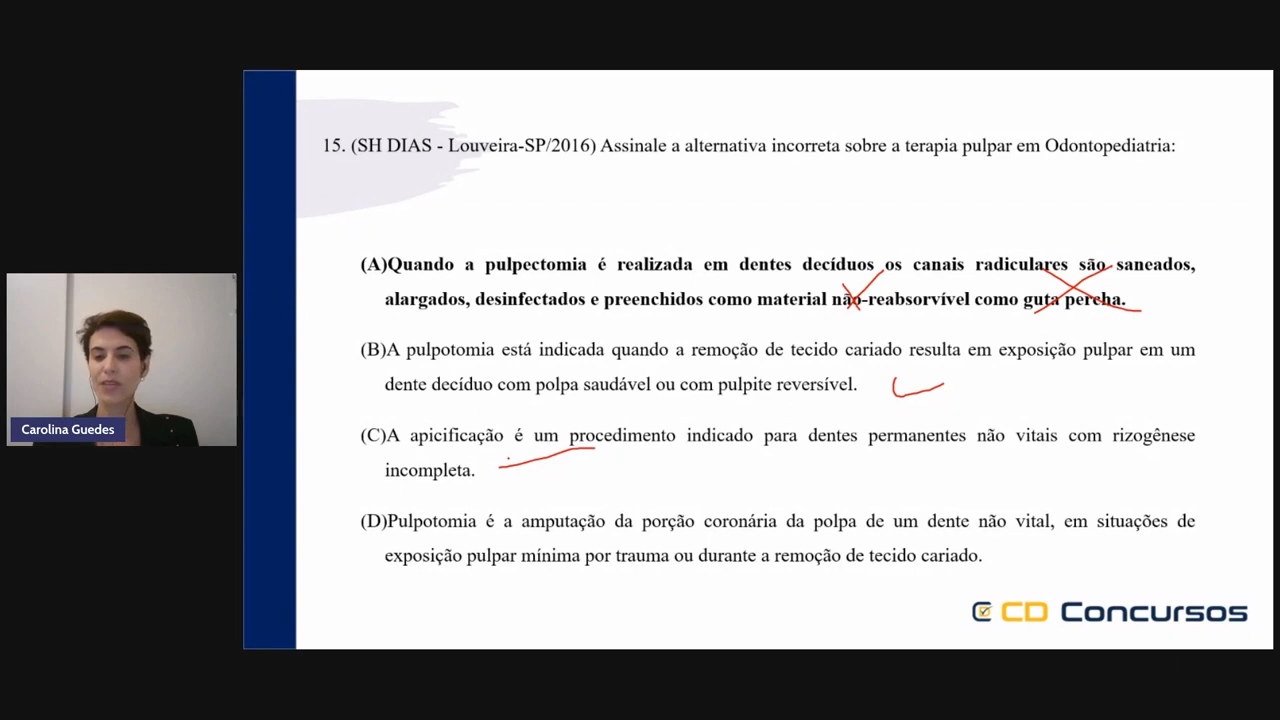 15. (SH DIAS - Louveira-SP/2016) Assinale a alternativa incorreta sobre a terapia pulpar em Odontopediatria:
(A)Quando a pulpectomia é realizada em dentes decíduos os canais radiculares são saneados,
alargados, desinfectados e preenchidos como material não-reabsorvível como guta percha.
(B)A pulpotomia está indicada quando a remoção de tecido cariado resulta em exposição pulpar em um
dente decíduo com polpa saudável ou com pulpite reversível.
Carolina Guedes
(C)A apicificação é um procedimento indicado para dentes permanentes não vitais com rizogênese
incompleta.
(D)Pulpotomia é a amputação da porção coronária da polpa de um dente não vital, em situações de
exposição pulpar mínima por trauma ou durante a remoção de tecido cariado.
CD Concursos